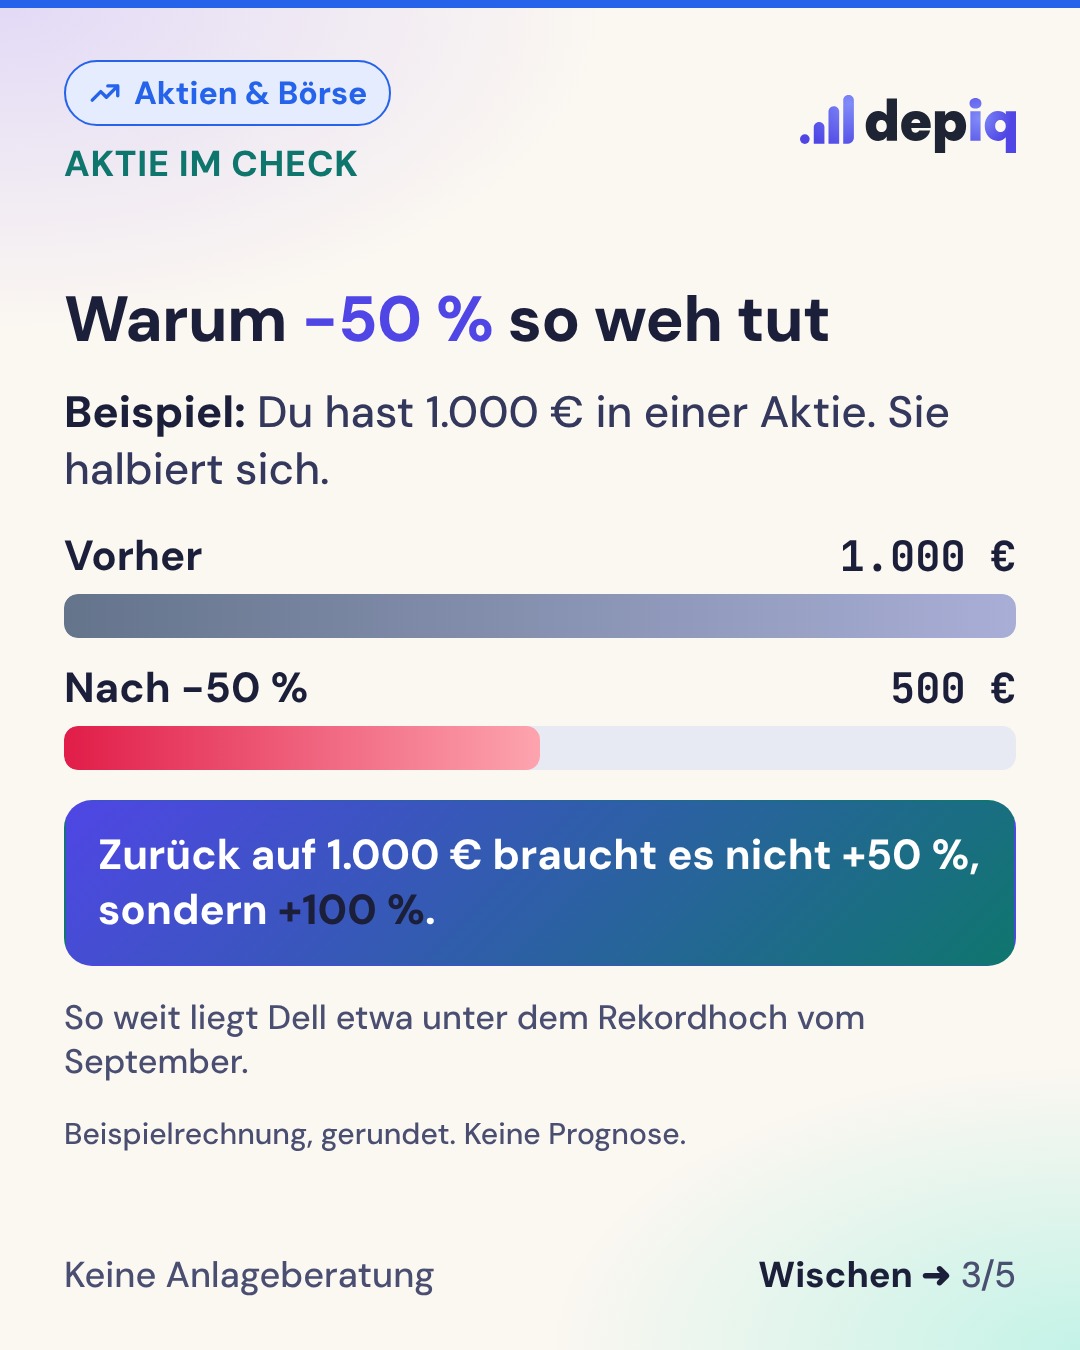 Aktien & Börse
AKTIE IM CHECK
depiq
Warum -50 % so weh tut
Beispiel: Du hast 1.000 € in einer Aktie. Sie
halbiert sich.
Vorher 1.000 €
Nach -50 % 500 €
Zurück auf 1.000 € braucht es nicht +50 %,
sondern +100 %.
So weit liegt Dell etwa unter dem Rekordhoch vom
September.
Beispielrechnung, gerundet. Keine Prognose.
Keine Anlageberatung
Wischen ➜ 3/5